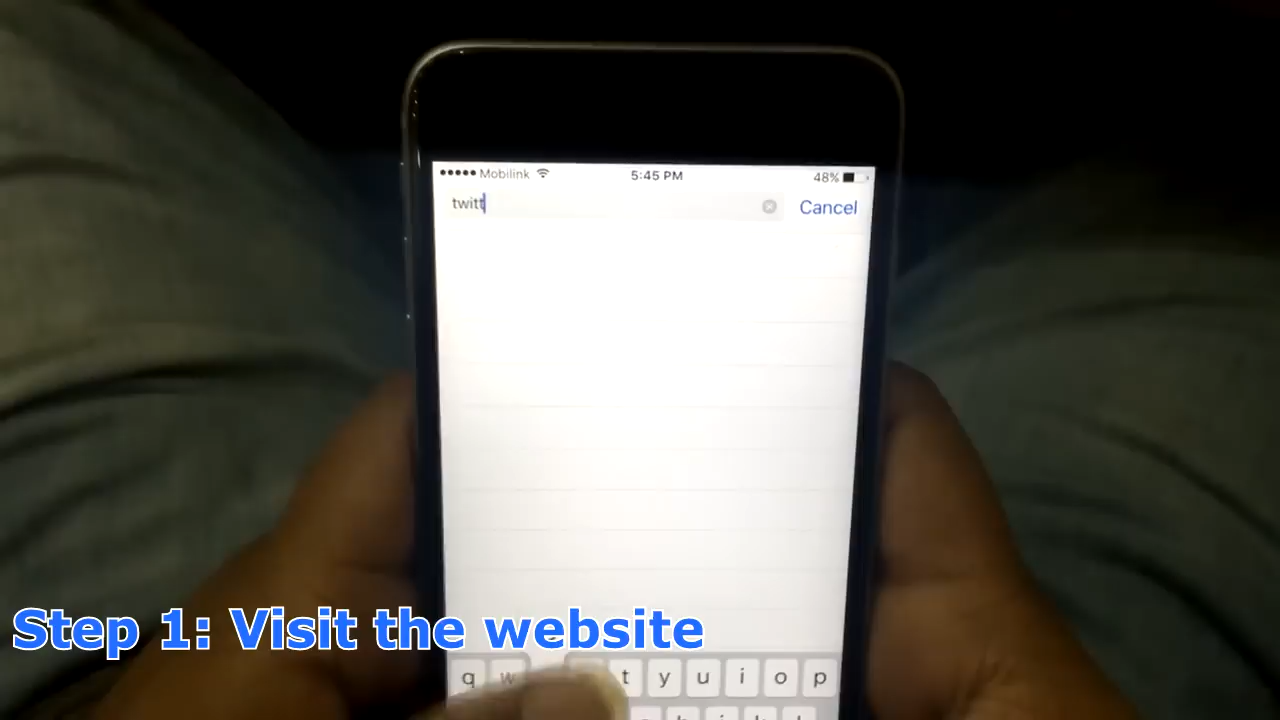 Mobilink 5:45 PM 48%
twitt Cancel
Step 1: Visit the website
q w t y u i o p